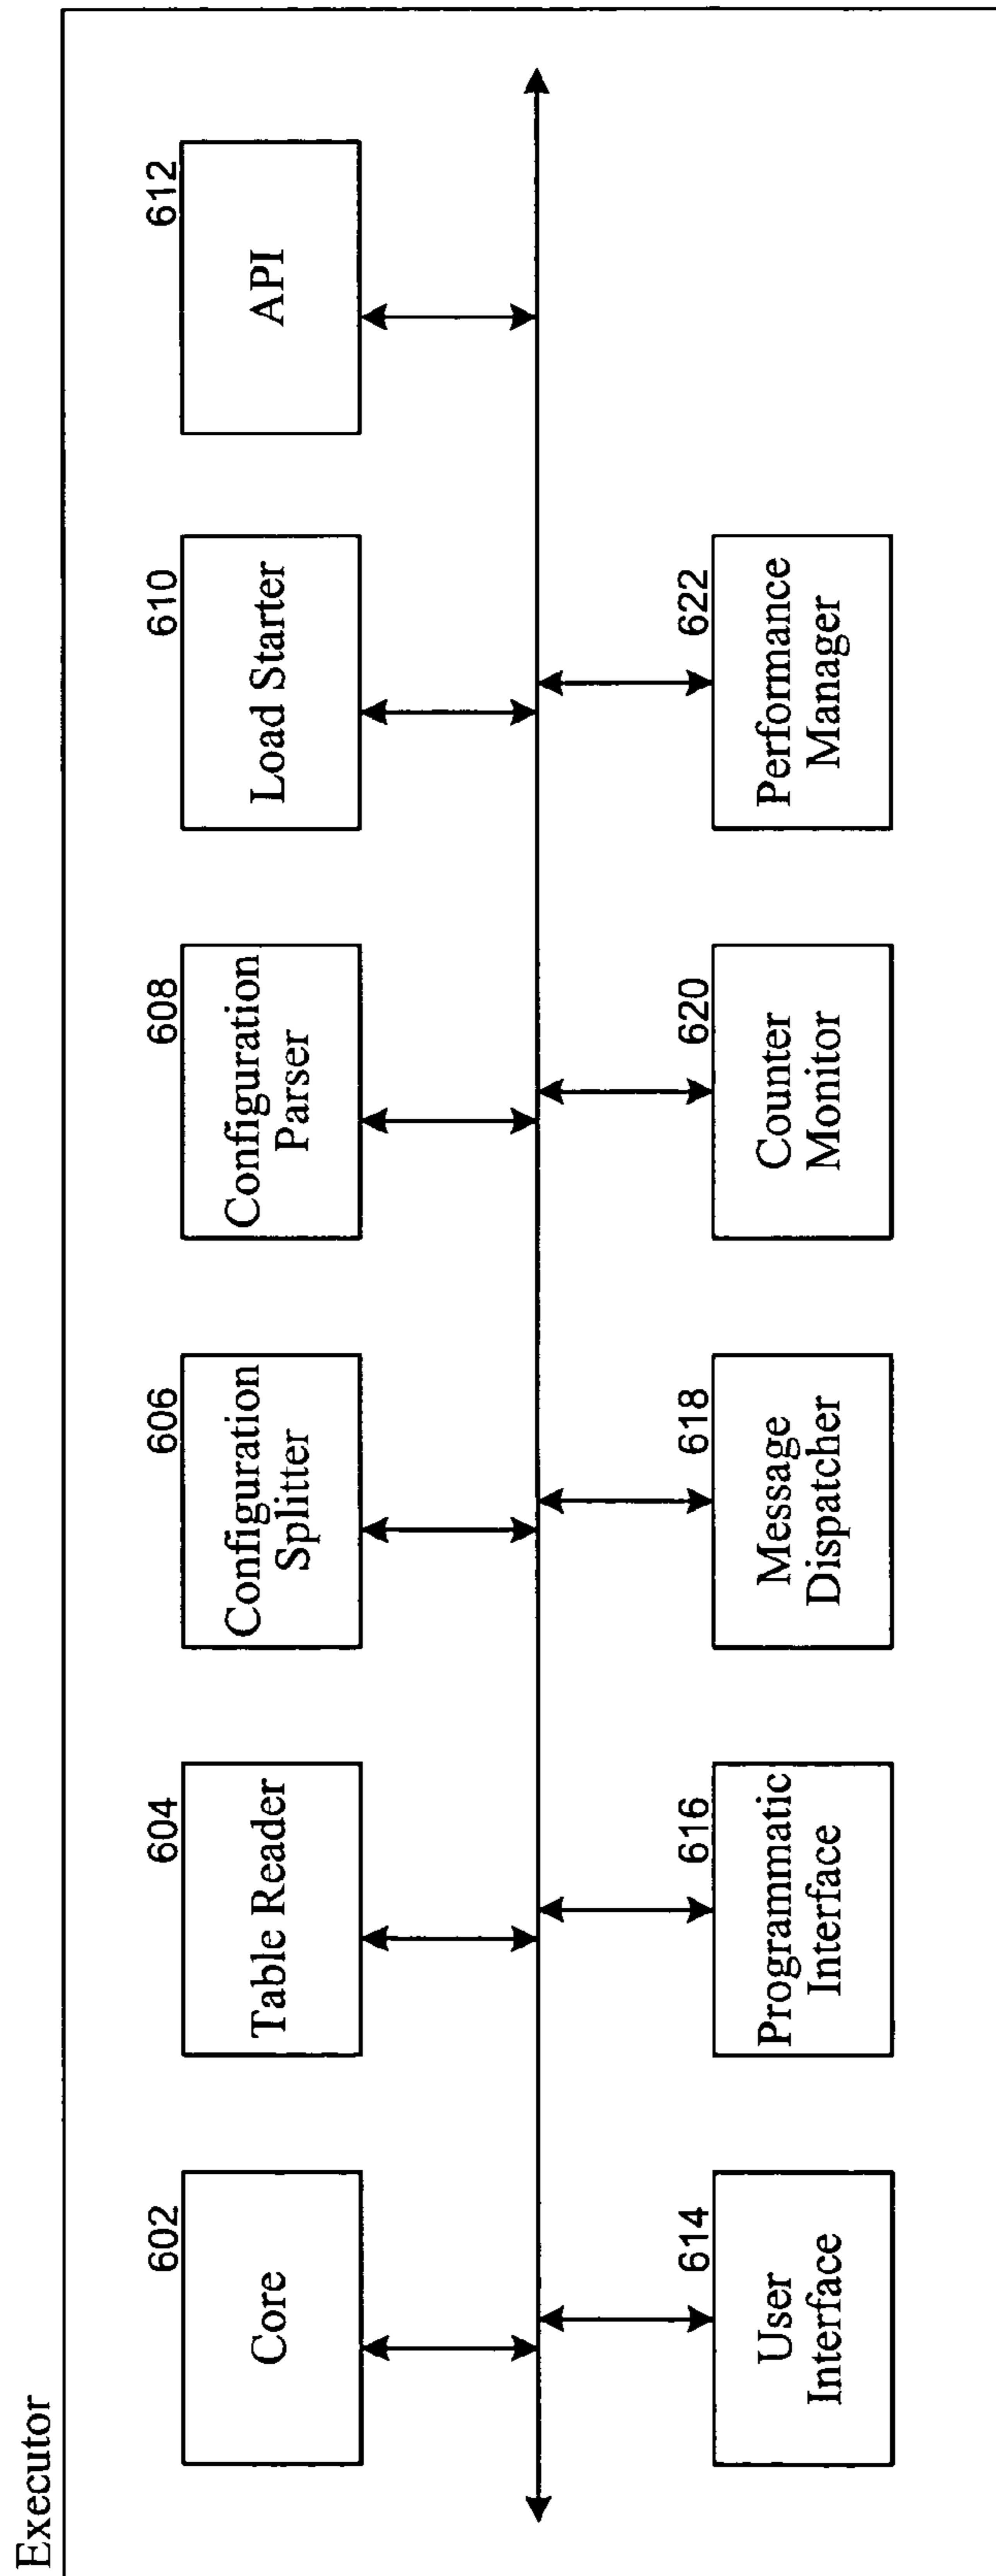 Executor
602
Core
604
Table Reader
606
Configuration
Splitter
608
Configuration
Parser
610
Load Starter
612
API
614
User
Interface
616
Programmatic
Interface
618
Message
Dispatcher
620
Counter
Monitor
622
Performance
Manager